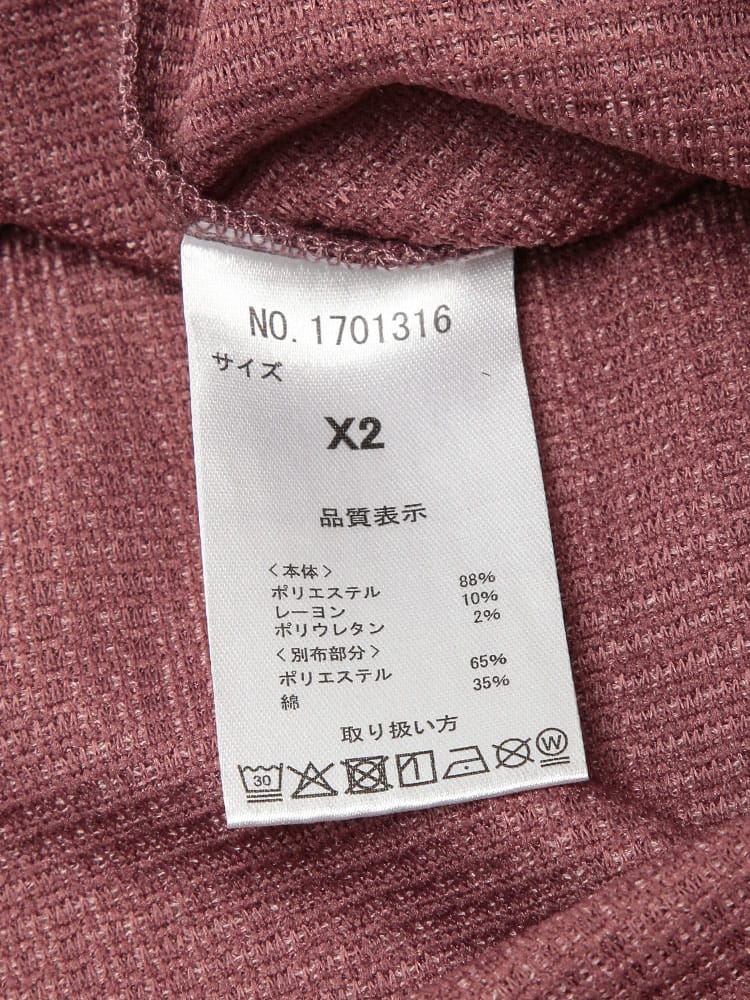 NO. 1701316
サイズ
X2
品質表示
<本体>
ポリエステル 88%
レーヨン 10%
ポリウレタン 2%
<別布部分>
ポリエステル 65%
綿 35%
取り扱い方
30 W